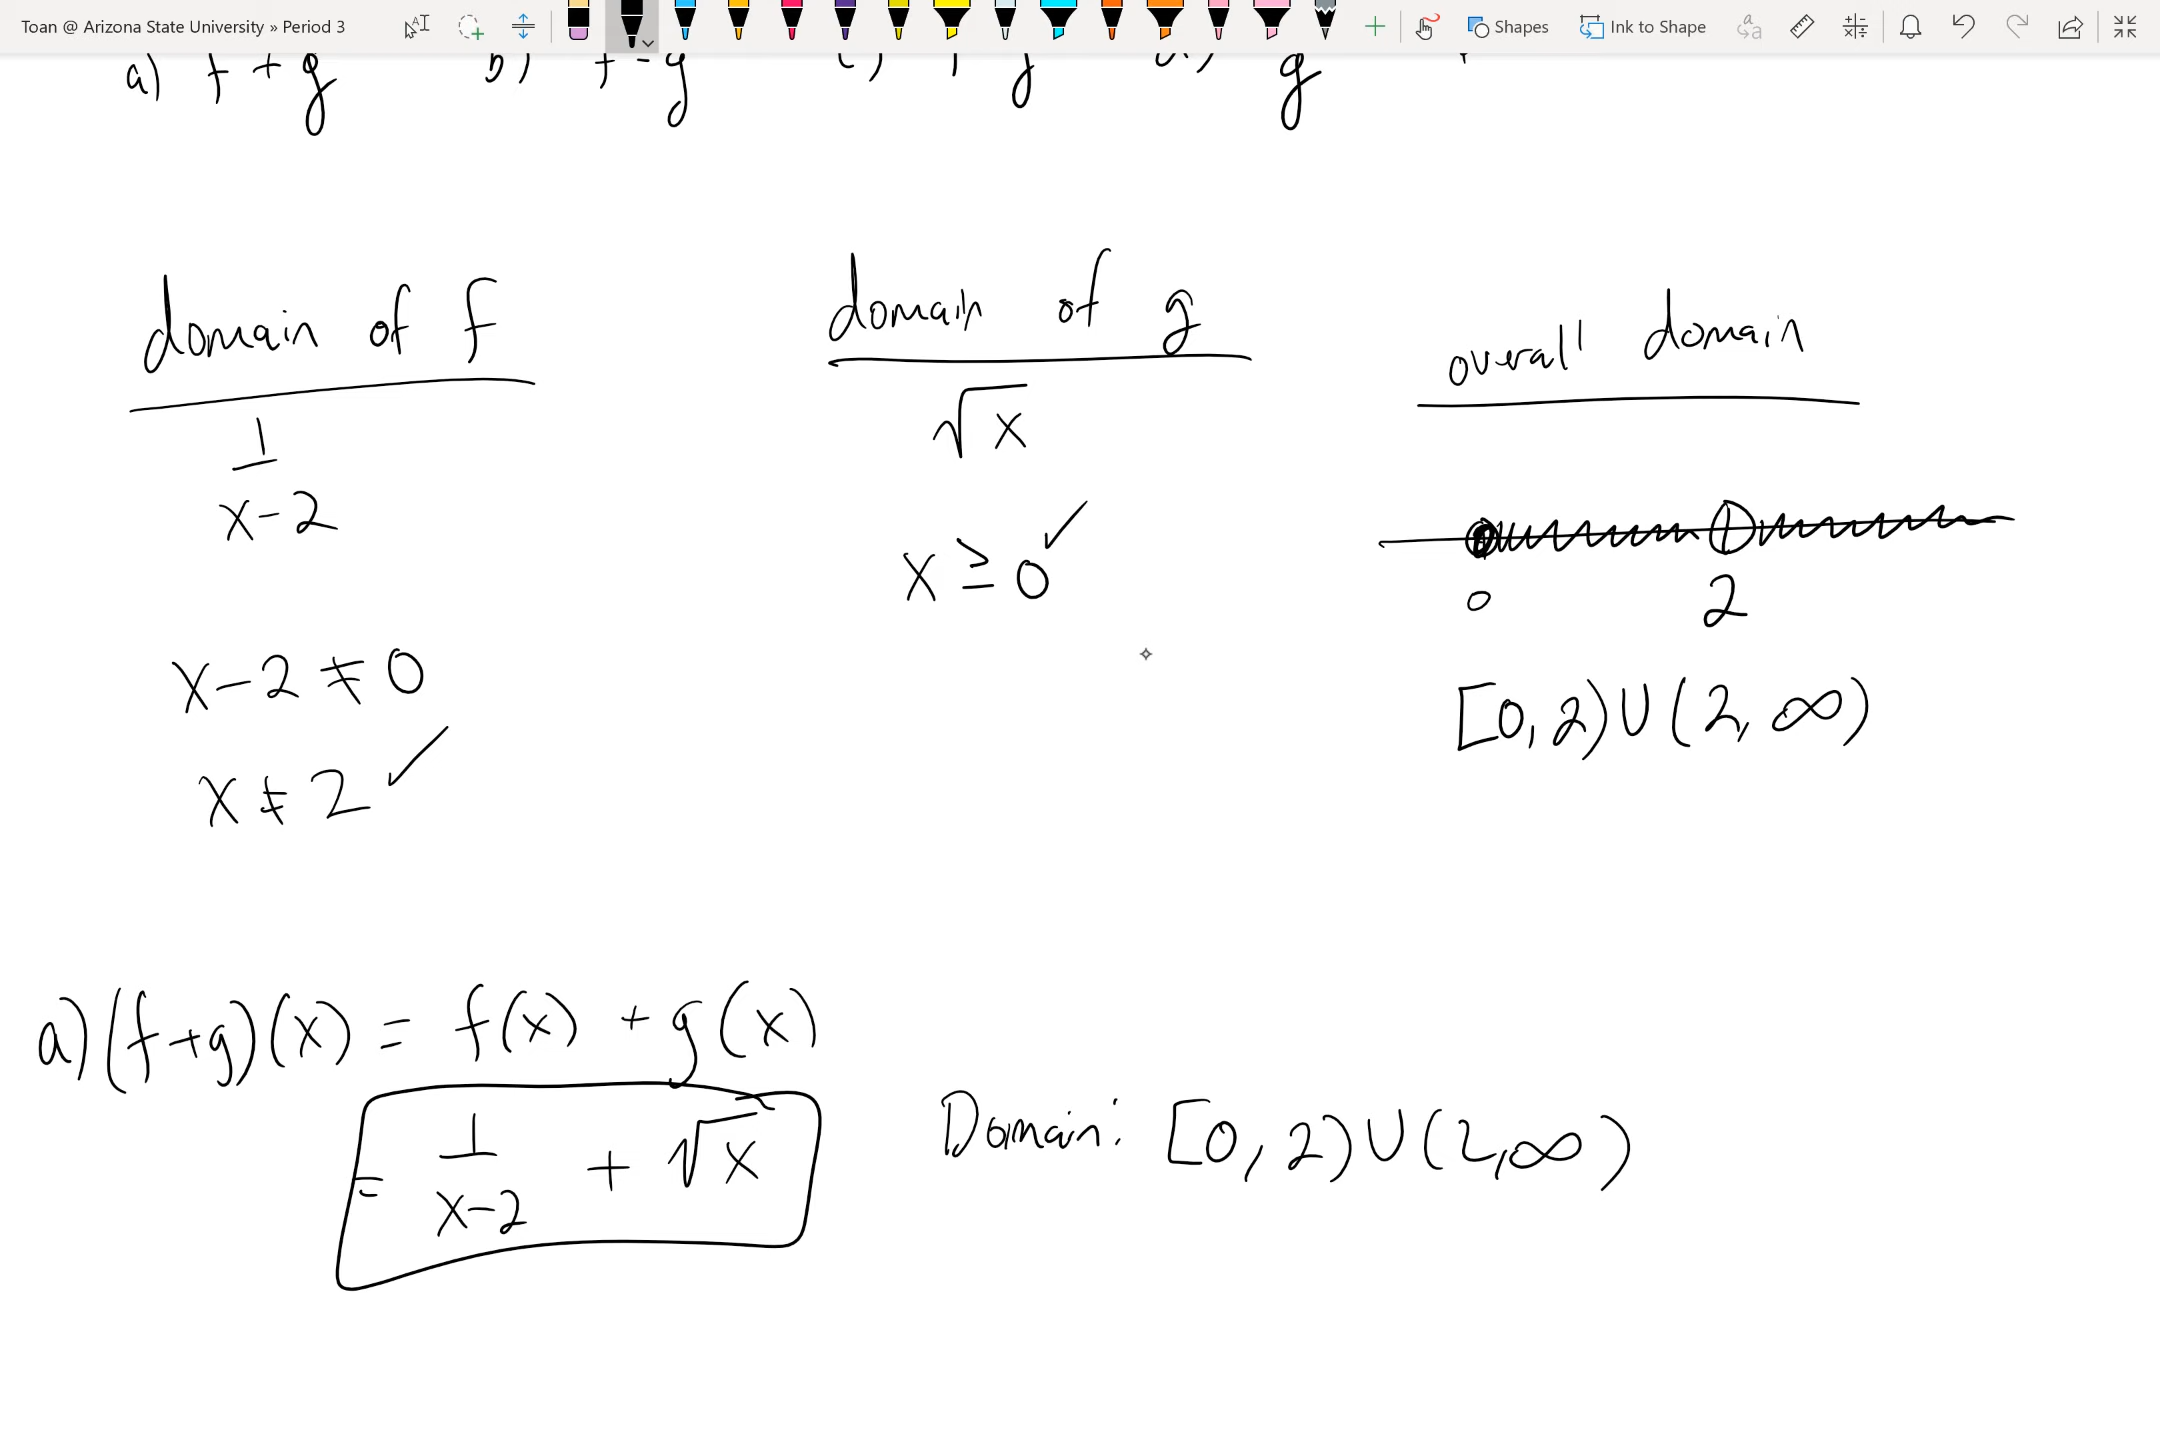 Toan @ Arizona State University » Period 3
Shapes
Ink to Shape
a) f + g b) f - g c) d) g
domain of f
1
x-2
x-2 ≠ 0
x ≠ 2 ✓
domain of g
√x
x ≥ 0 ✓
overall domain
0 2
[0, 2) ∪ (2, ∞)
a) (f+g)(x) = f(x) + g(x)
= 1/(x-2) + √x
Domain: [0, 2) ∪ (2, ∞)